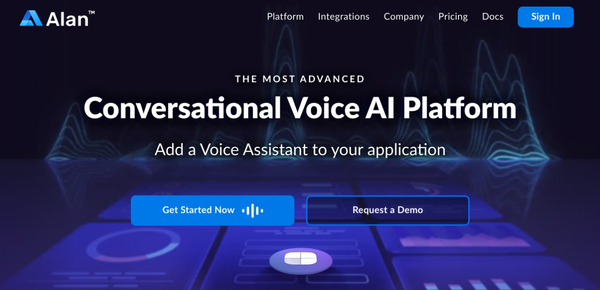 Alan™
Platform Integrations Company Pricing Docs Sign In
THE MOST ADVANCED
Conversational Voice AI Platform
Add a Voice Assistant to your application
Get Started Now
Request a Demo